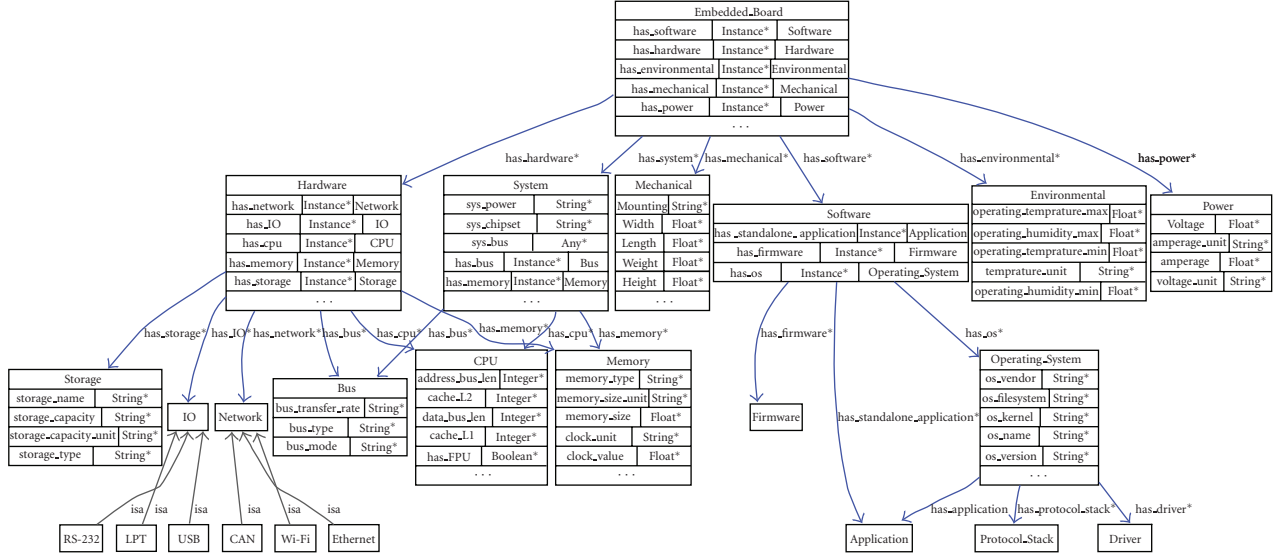 Embedded_Board
has_software Instance* Software
has_hardware Instance* Hardware
has_environmental Instance* Environmental
has_mechanical Instance* Mechanical
has_power Instance* Power
. . .
has_hardware* has_system* has_mechanical* has_software* has_environmental* has_power*
Hardware
has_network Instance* Network
has_IO Instance* IO
has_cpu Instance* CPU
has_memory Instance* Memory
has_storage Instance* Storage
. . .
System
sys_power String*
sys_chipset String*
sys_bus Any*
has_bus Instance* Bus
has_memory Instance* Memory
. . .
Mechanical
Mounting String*
Width Float*
Length Float*
Weight Float*
Height Float*
. . .
Software
has_standalone_application Instance* Application
has_firmware Instance* Firmware
has_os Instance* Operating_System
Environmental
operating_temprature_max Float*
operating_humidity_max Float*
operating_temprature_min Float*
temprature_unit String*
operating_humidity_min Float*
Power
Voltage Float*
amperage_unit String*
amperage Float*
voltage_unit String*
has_storage* has_IO* has_network* has_bus* has_cpu* has_bus* has_memory* has_cpu* has_memory* has_firmware* has_os*
Storage
storage_name String*
storage_capacity String*
storage_capacity_unit String*
storage_type String*
IO
Network
Bus
bus_transfer_rate String*
bus_type String*
bus_mode String*
CPU
address_bus_len Integer*
cache_L2 Integer*
data_bus_len Integer*
cache_L1 Integer*
has_FPU Boolean*
. . .
Memory
memory_type String*
memory_size_unit String*
memory_size Float*
clock_unit String*
clock_value Float*
. . .
Firmware
has_standalone_application*
Operating_System
os_vendor String*
os_filesystem String*
os_kernel String*
os_name String*
os_version String*
. . .
isa isa isa isa isa isa
has_application has_protocol_stack* has_driver*
RS-232 LPT USB CAN Wi-Fi Ethernet
Application Protocol_Stack Driver